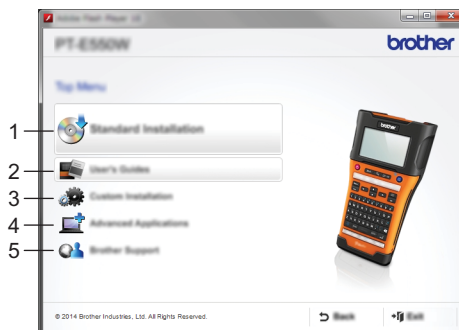 Adobe Flash Player
PT-E550W
brother
Top Menu
1 Standard Installation
2 User's Guides
3 Custom Installation
4 Advanced Applications
5 Brother Support
brother
© 2014 Brother Industries, Ltd. All Rights Reserved.
Back
Exit